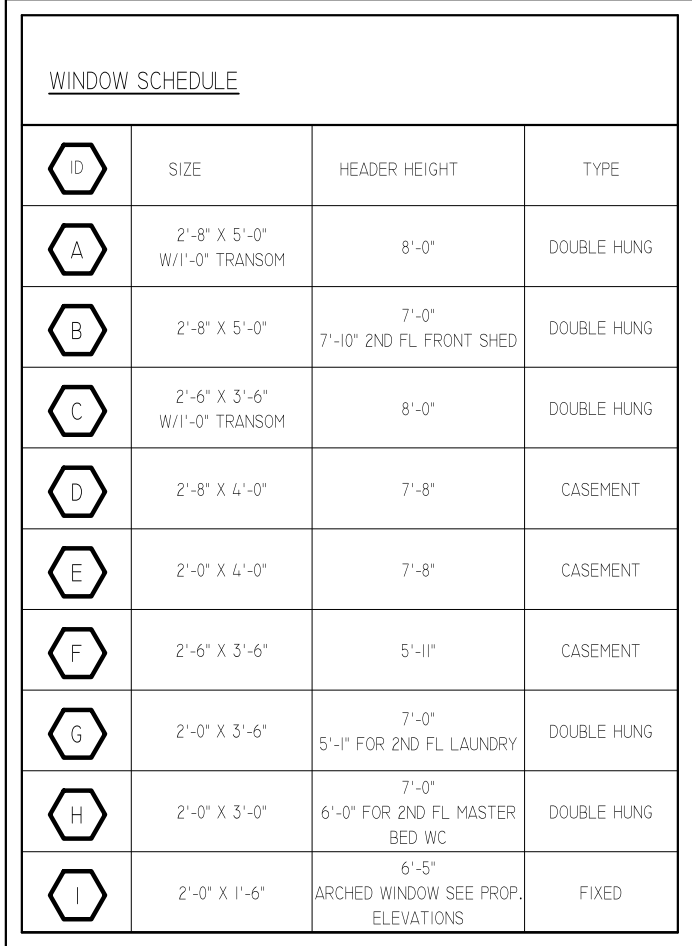 WINDOW SCHEDULE
ID
SIZE
HEADER HEIGHT
TYPE
A
2'-8" X 5'-0"
W/1'-0" TRANSOM
8'-0"
DOUBLE HUNG
B
2'-8" X 5'-0"
7'-0"
7'-10" 2ND FL FRONT SHED
DOUBLE HUNG
C
2'-6" X 3'-6"
W/1'-0" TRANSOM
8'-0"
DOUBLE HUNG
D
2'-8" X 4'-0"
7'-8"
CASEMENT
E
2'-0" X 4'-0"
7'-8"
CASEMENT
F
2'-6" X 3'-6"
5'-11"
CASEMENT
G
2'-0" X 3'-6"
7'-0"
5'-1" FOR 2ND FL LAUNDRY
DOUBLE HUNG
H
2'-0" X 3'-0"
7'-0"
6'-0" FOR 2ND FL MASTER
BED WC
DOUBLE HUNG
I
2'-0" X 1'-6"
6'-5"
ARCHED WINDOW SEE PROP.
ELEVATIONS
FIXED